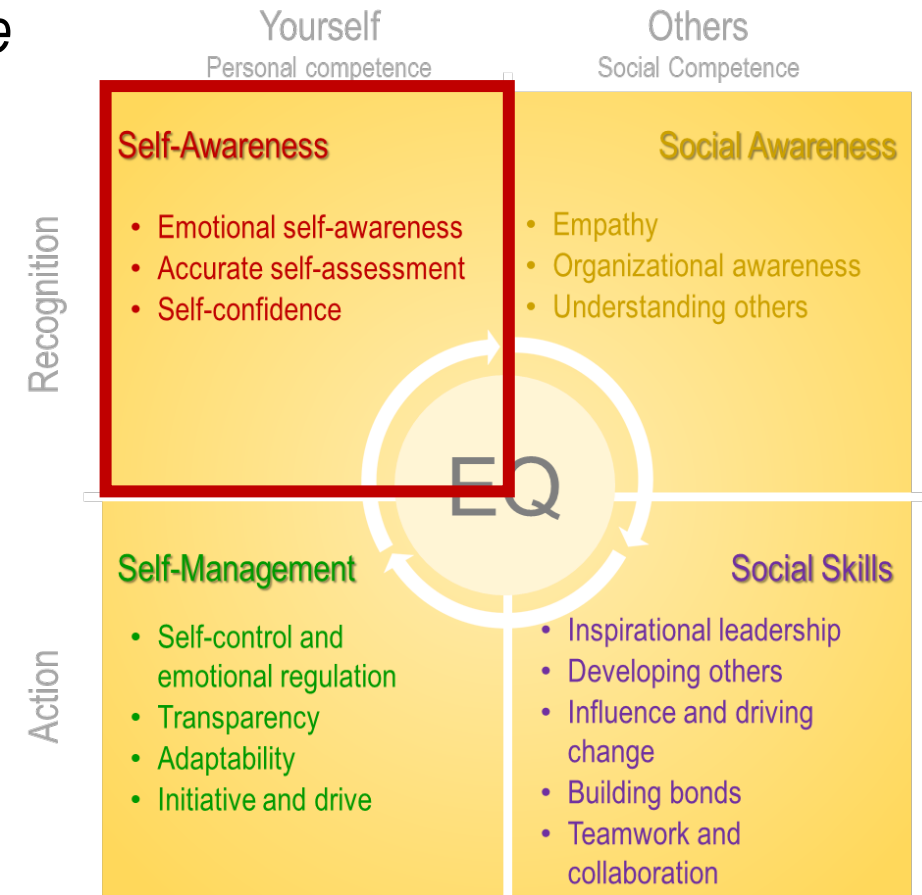 e
Yourself
Personal competence
Others
Social Competence
Recognition
Self-Awareness
• Emotional self-awareness
• Accurate self-assessment
• Self-confidence
Social Awareness
• Empathy
• Organizational awareness
• Understanding others
EQ
Action
Self-Management
• Self-control and
emotional regulation
• Transparency
• Adaptability
• Initiative and drive
Social Skills
• Inspirational leadership
• Developing others
• Influence and driving
change
• Building bonds
• Teamwork and
collaboration